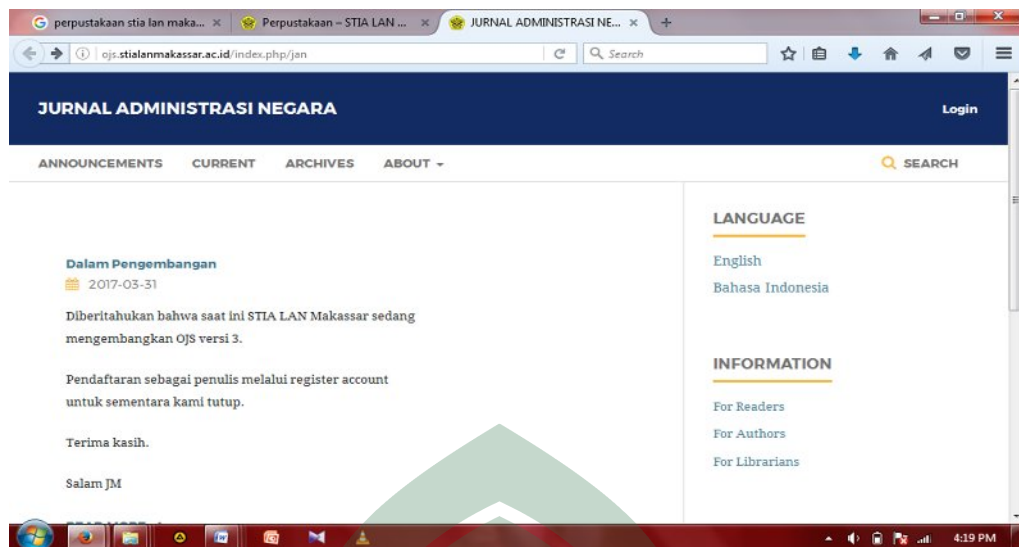 perpustakaan stia lan maka...
Perpustakaan – STIA LAN ...
JURNAL ADMINISTRASI NE...
ojs.stialanmakassar.ac.id/index.php/jan
Search
JURNAL ADMINISTRASI NEGARA
Login
ANNOUNCEMENTS CURRENT ARCHIVES ABOUT
SEARCH
Dalam Pengembangan
2017-03-31
Diberitahukan bahwa saat ini STIA LAN Makassar sedang
mengembangkan OJS versi 3.
Pendaftaran sebagai penulis melalui register account
untuk sementara kami tutup.
Terima kasih.
Salam JM
LANGUAGE
English
Bahasa Indonesia
INFORMATION
For Readers
For Authors
For Librarians
4:19 PM